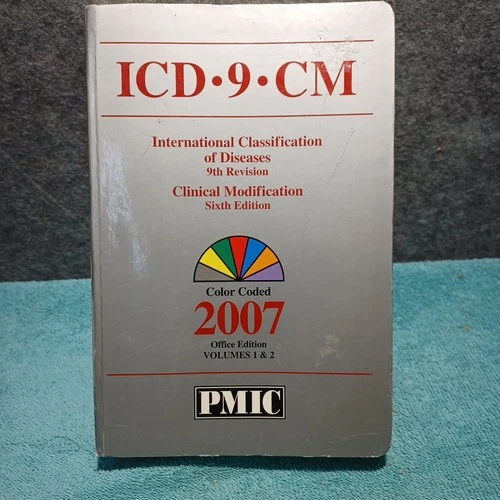 ICD•9•CM
International Classification
of Diseases
9th Revision
Clinical Modification
Sixth Edition
Color Coded
2007
Office Edition
VOLUMES 1 & 2
PMIC